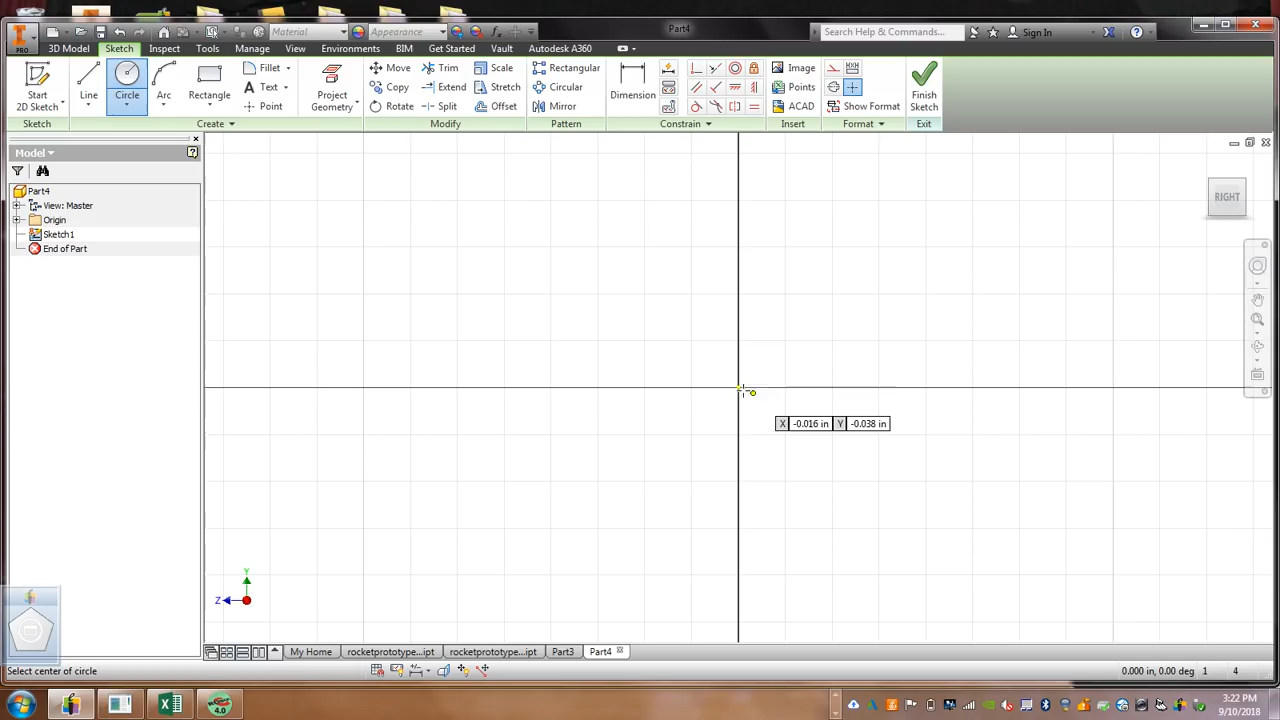 Material
Appearance
Part4
Search Help & Commands...
Sign In
PRO
3D Model
Sketch
Inspect
Tools
Manage
View
Environments
BIM
Get Started
Vault
Autodesk A360
Start
2D Sketch
Line
Circle
Arc
Rectangle
Fillet
Text
Point
Project
Geometry
Move
Copy
Rotate
Trim
Extend
Split
Scale
Stretch
Offset
Rectangular
Circular
Mirror
Dimension
Image
Points
ACAD
Show Format
Finish
Sketch
Sketch
Create
Modify
Pattern
Constrain
Insert
Format
Exit
Model
Part4
View: Master
Origin
Sketch1
End of Part
RIGHT
X -0.016 in Y -0.038 in
Y
Z
My Home
rocketprototype...ipt
rocketprototype...ipt
Part3
Part4
Select center of circle
0.000 in, 0.00 deg 1 4
4.0
3:22 PM
9/10/2018